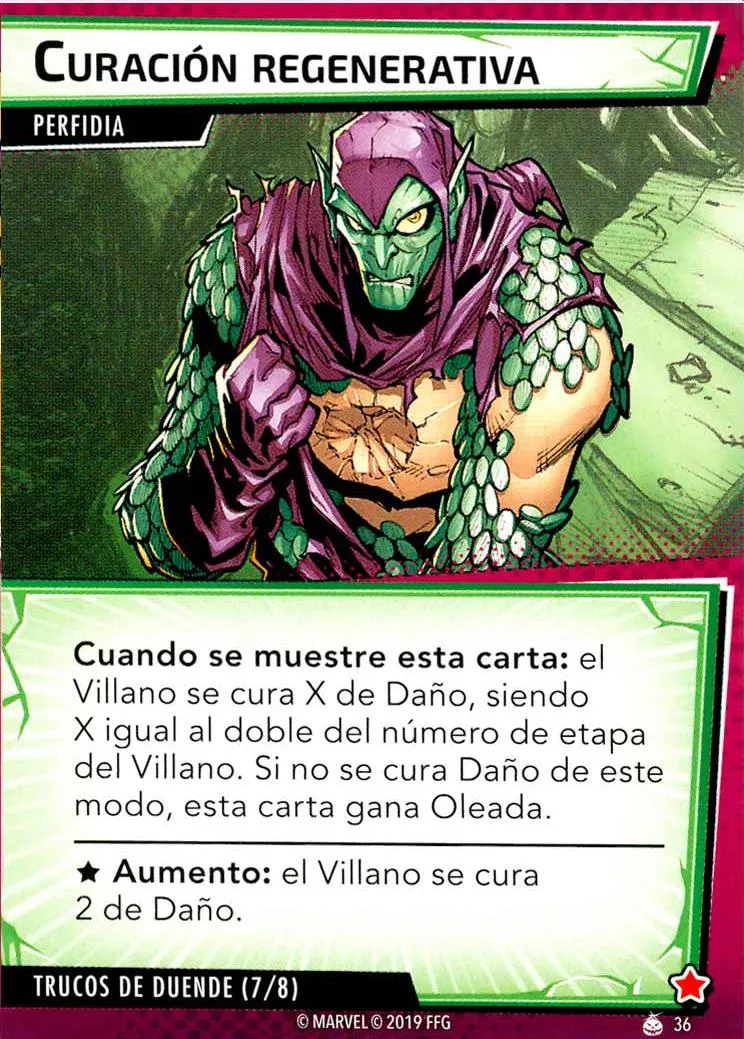 CURACIÓN REGENERATIVA
PERFIDIA
Cuando se muestre esta carta: el
Villano se cura X de Daño, siendo
X igual al doble del número de etapa
del Villano. Si no se cura Daño de este
modo, esta carta gana Oleada.
★ Aumento: el Villano se cura
2 de Daño.
TRUCOS DE DUENDE (7/8)
© MARVEL © 2019 FFG
36